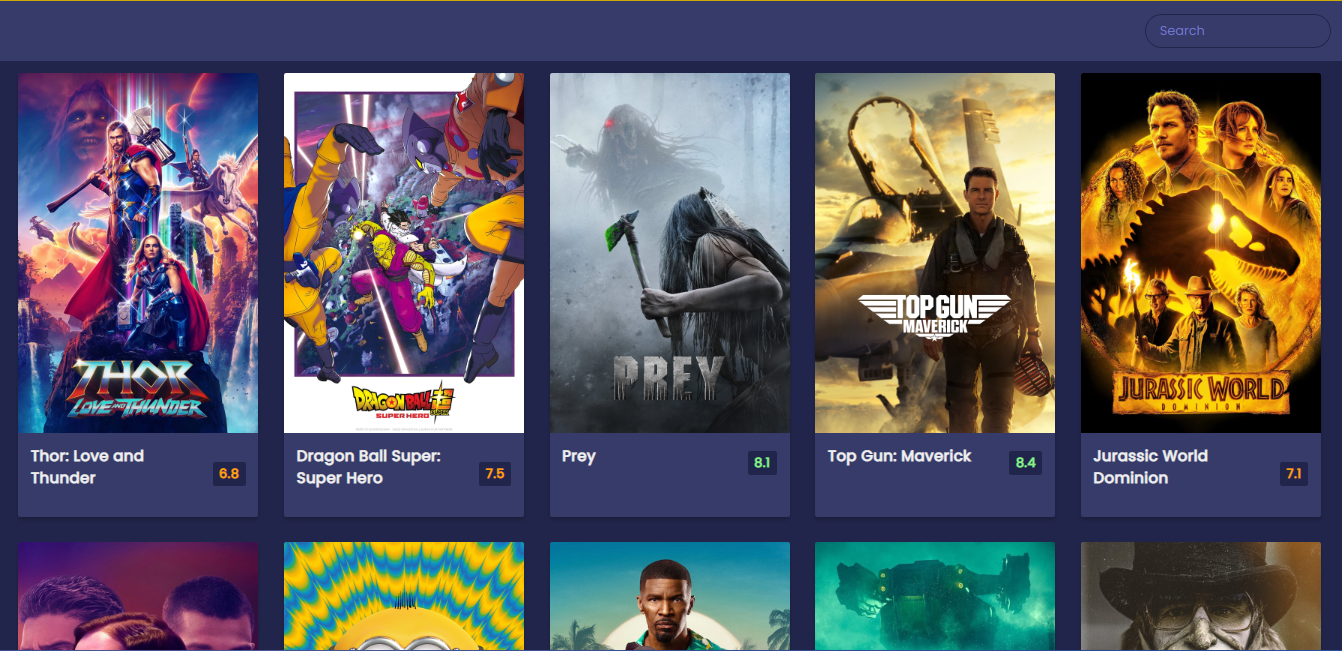 Search
THOR
LOVE AND THUNDER
DRAGON BALL SUPER
SUPER HERO
PREY
TOP GUN
MAVERICK
JURASSIC WORLD
DOMINION
Thor: Love and
Thunder
6.8
Dragon Ball Super:
Super Hero
7.5
Prey
8.1
Top Gun: Maverick
8.4
Jurassic World
Dominion
7.1